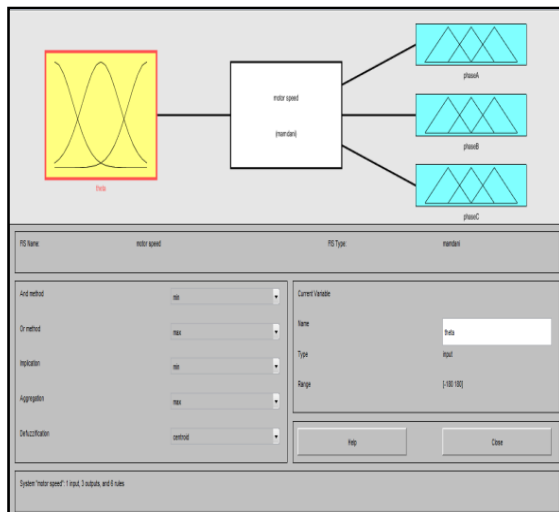 phaseA
motor speed
phaseB
(mamdani)
theta
phaseC
FIS Name: motor speed FIS Type: mamdani
And method min
Or method max
Implication min
Aggregation max
Defuzzification centroid
Current Variable
Name theta
Type input
Range [-180 180]
Help Close
System "motor speed": 1 input, 3 outputs, and 6 rules